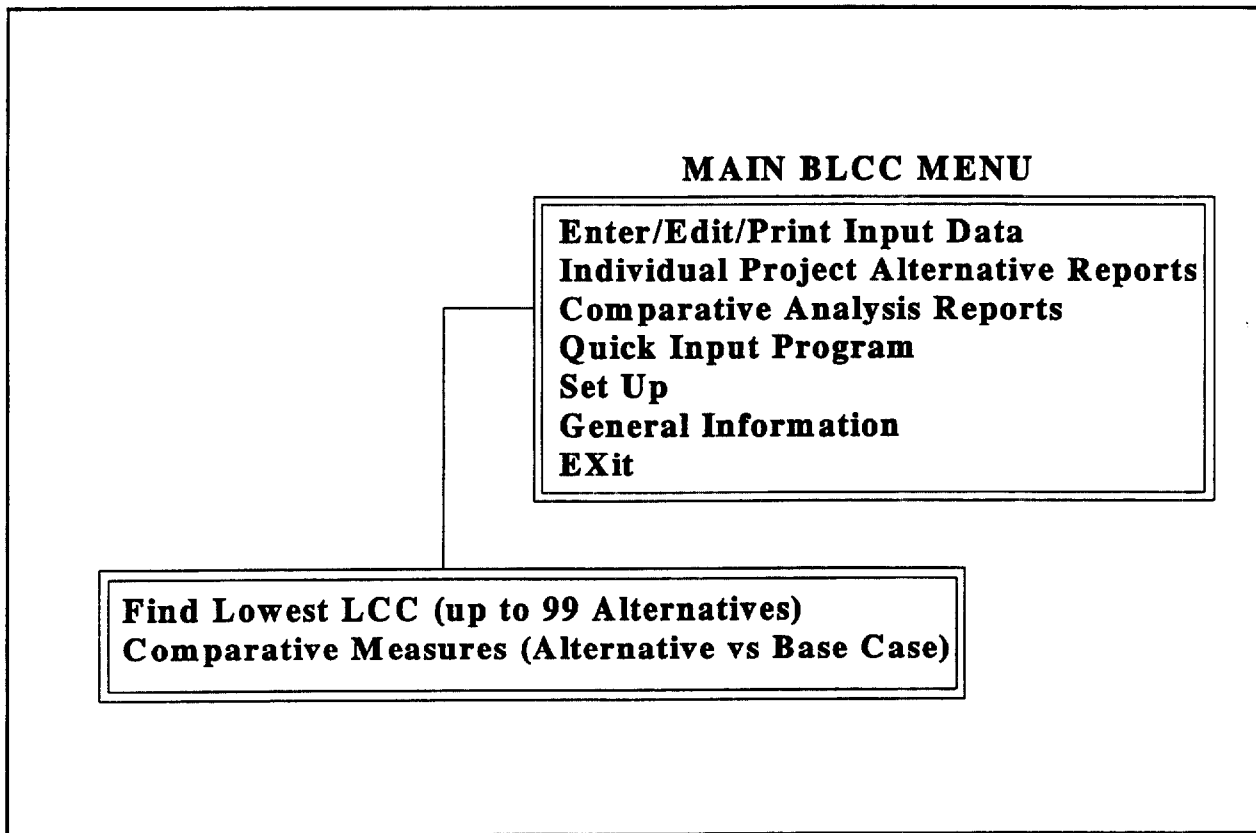 MAIN BLCC MENU
Enter/Edit/Print Input Data
Individual Project Alternative Reports
Comparative Analysis Reports
Quick Input Program
Set Up
General Information
EXit
Find Lowest LCC (up to 99 Alternatives)
Comparative Measures (Alternative vs Base Case)